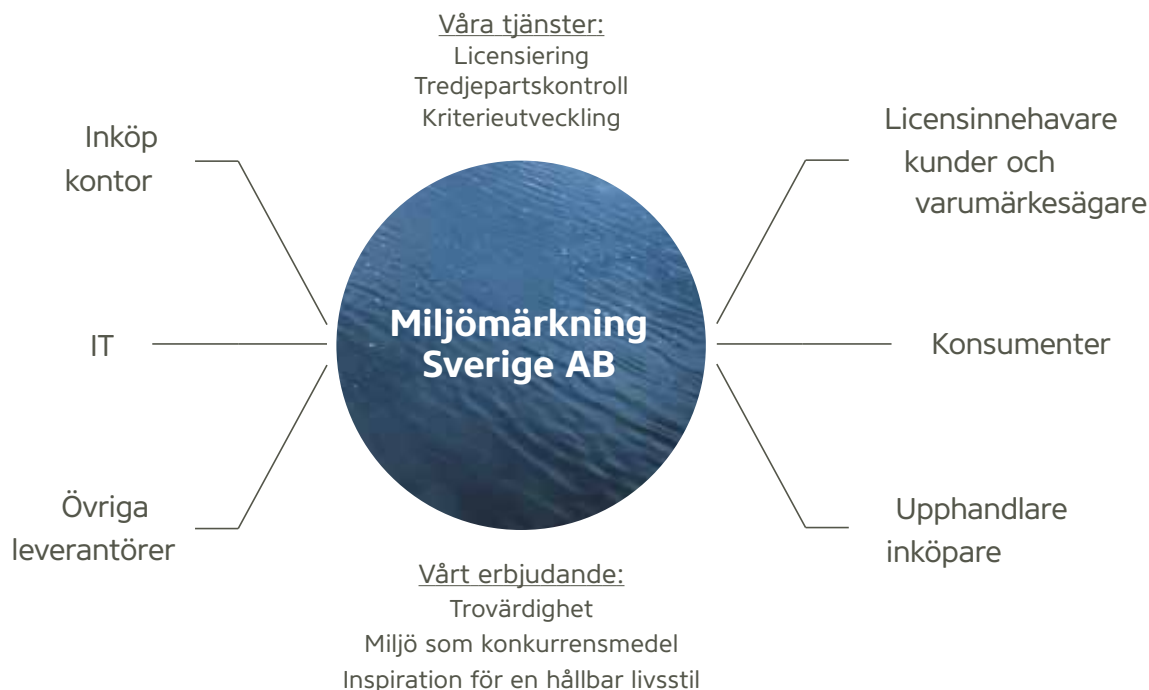 Våra tjänster:
Licensiering
Tredjepartskontroll
Kriterieutveckling
Inköp
kontor
IT
Övriga
leverantörer
Miljömärkning
Sverige AB
Licensinnehavare
kunder och
varumärkesägare
Konsumenter
Upphandlare
inköpare
Vårt erbjudande:
Trovärdighet
Miljö som konkurrensmedel
Inspiration för en hållbar livsstil